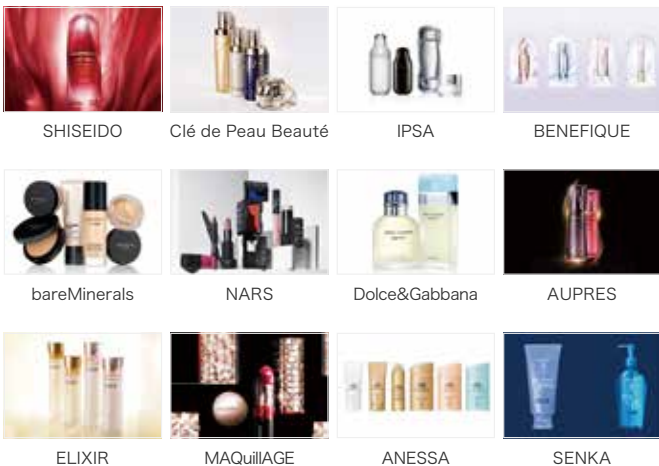 SHISEIDO
Clé de Peau Beauté
IPSA
BENEFIQUE
bareMinerals
NARS
Dolce&Gabbana
AUPRES
ELIXIR
MAQuillAGE
ANESSA
SENKA